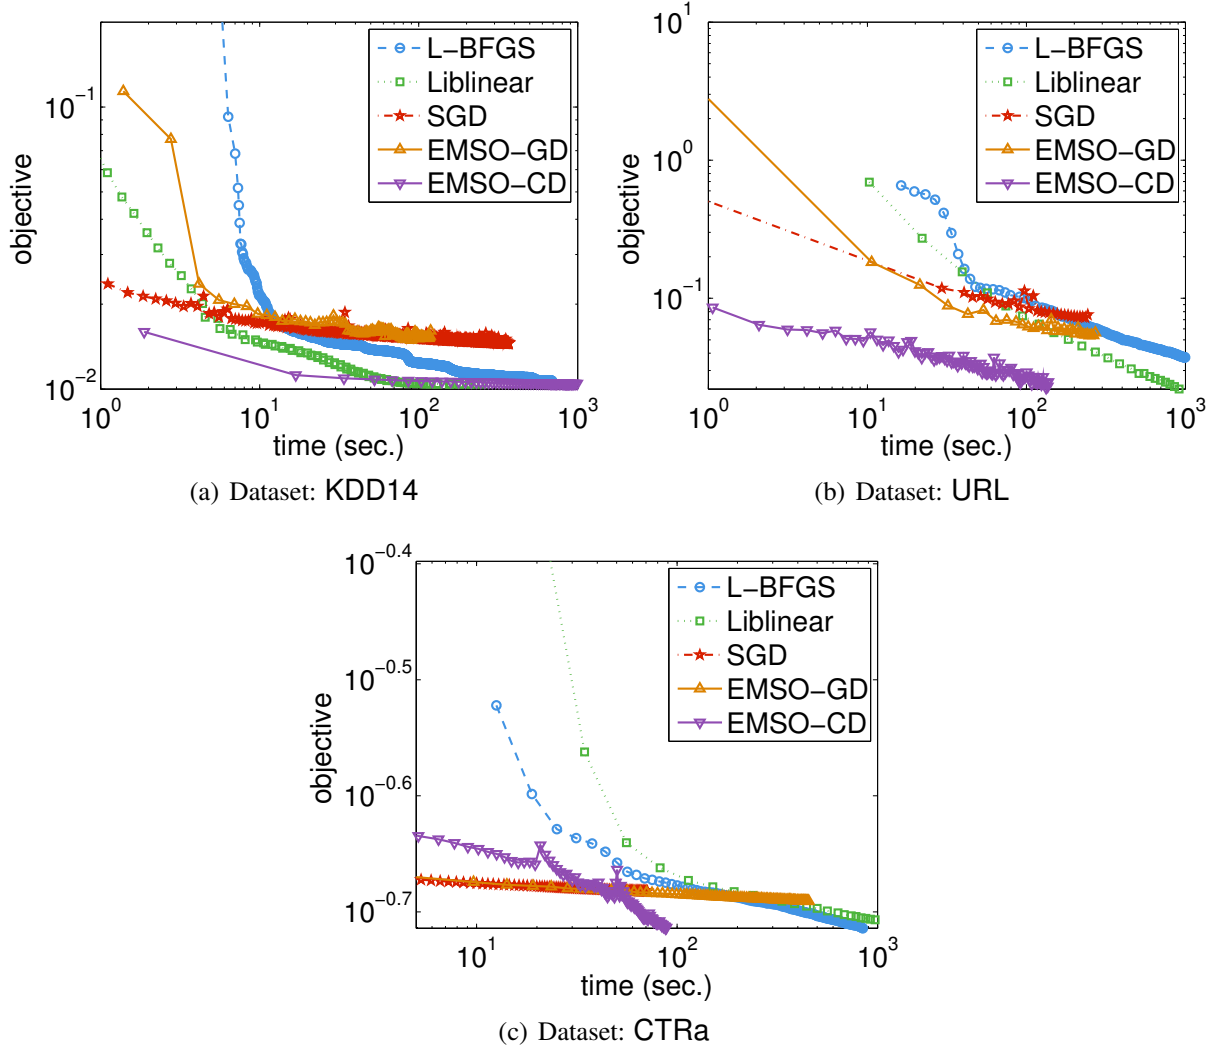 10^-1
10^-2
objective
L-BFGS
Liblinear
SGD
EMSO-GD
EMSO-CD
10^0 10^1 10^2 10^3
time (sec.)
(a) Dataset: KDD14
10^1
10^0
10^-1
objective
L-BFGS
Liblinear
SGD
EMSO-GD
EMSO-CD
10^0 10^1 10^2 10^3
time (sec.)
(b) Dataset: URL
10^-0.4
10^-0.5
10^-0.6
10^-0.7
objective
L-BFGS
Liblinear
SGD
EMSO-GD
EMSO-CD
10^1 10^2 10^3
time (sec.)
(c) Dataset: CTRa